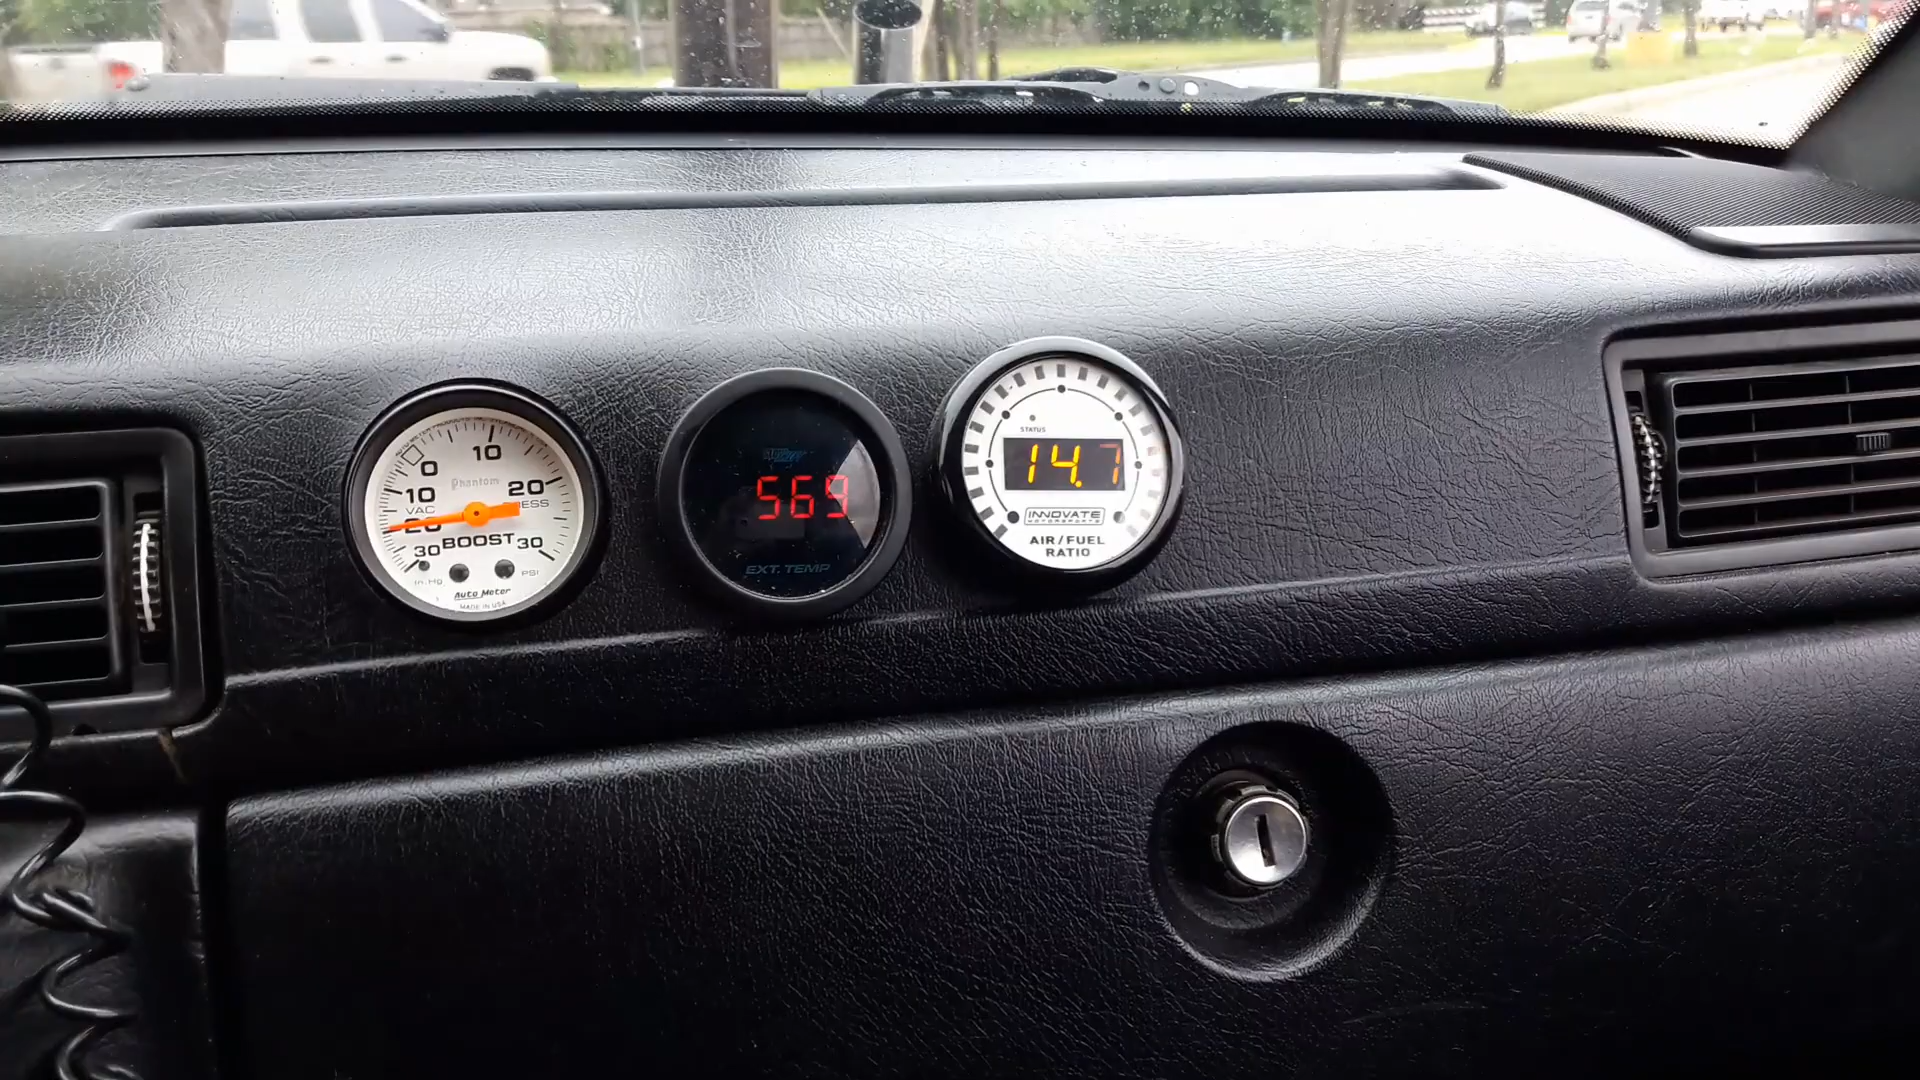 10
0
Phantom
10
20
VAC
20
BOOST
30
30
In.Hg
PSI
Auto Meter
MADE IN USA
569
EXT. TEMP
STATUS
14.7
INNOVATE
MOTORSPORTS
AIR/FUEL
RATIO